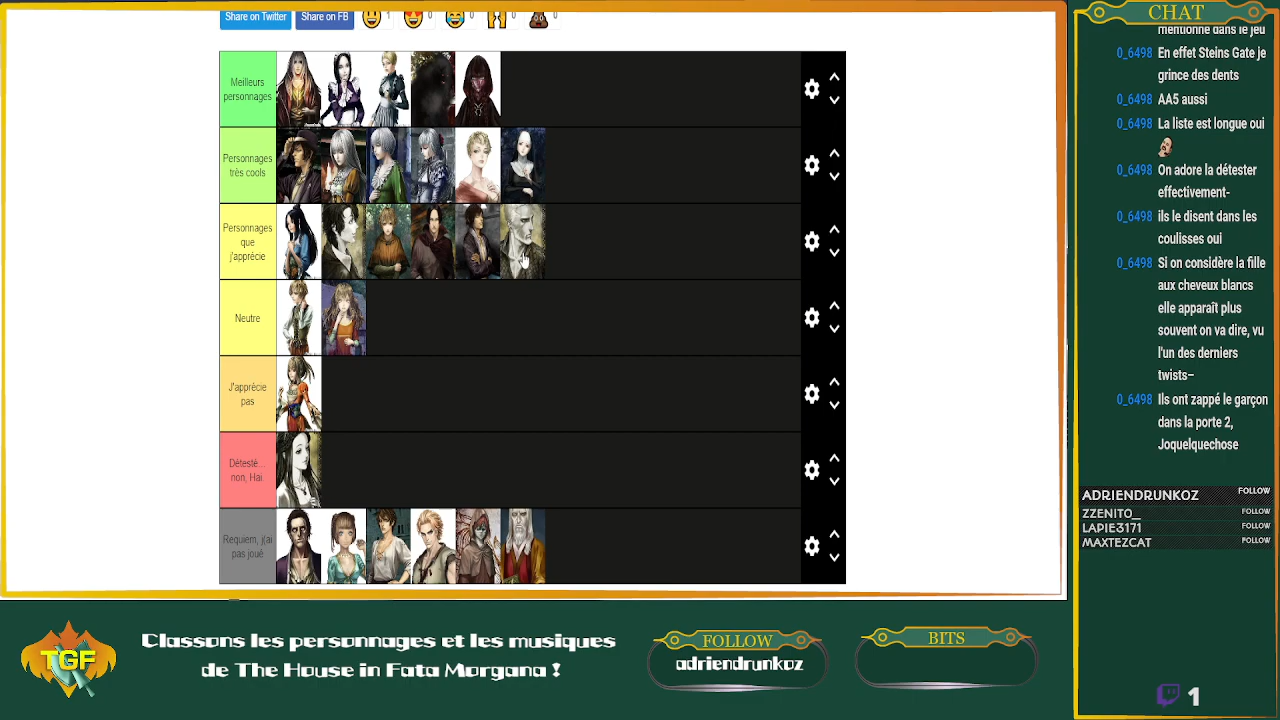 Share on Twitter
Share on FB
Meilleurs
personnages
Personnages
très cools
Personnages
que
j'apprécie
Neutre
J'apprécie
pas
Détesté...
non, Hai.
Requiem, j(ai
pas joué
CHAT
mentionné dans le jeu
0_6498 En effet Steins Gate je
grince des dents
0_6498 AA5 aussi
0_6498 La liste est longue oui
0_6498 On adore la détester
effectivement-
0_6498 ils le disent dans les
coulisses oui
0_6498 Si on considère la fille
aux cheveux blancs
elle apparaît plus
souvent on va dire, vu
l'un des derniers
twists–
0_6498 Ils ont zappé le garçon
dans la porte 2,
Joquelquechose
ADRIENDRUNKOZ FOLLOW
ZZENITO_ FOLLOW
LAPIE3171 FOLLOW
MAXTEZCAT FOLLOW
TGF
Classons les personnages et les musiques
de The House in Fata Morgana !
FOLLOW
adriendrunkoz
BITS
1